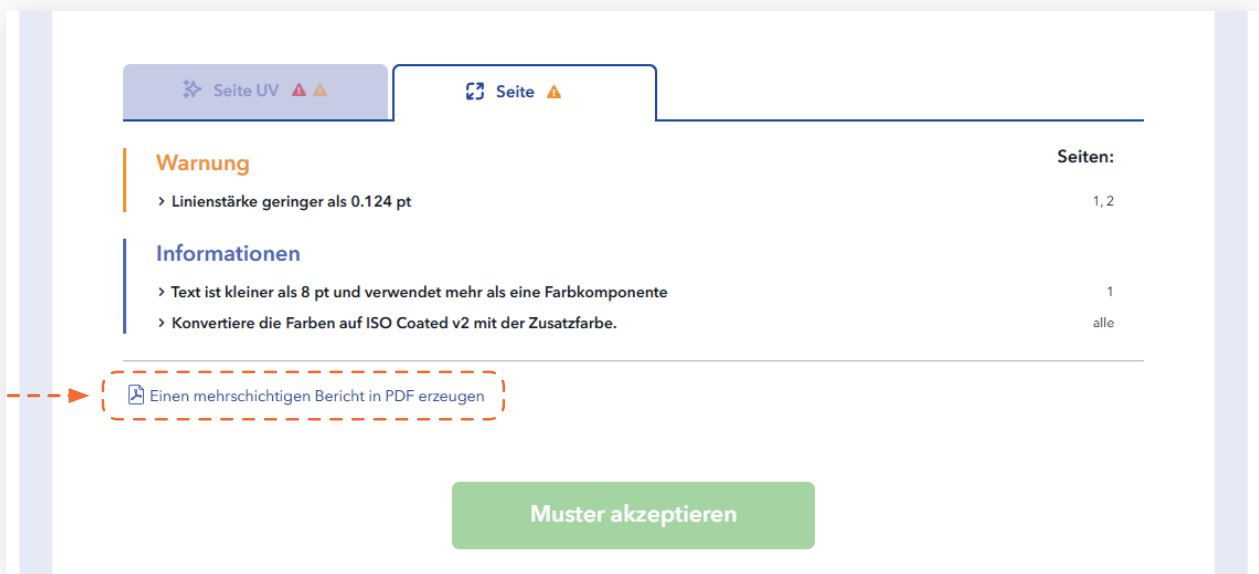 Seite UV
Seite
Warnung
Seiten:
> Linienstärke geringer als 0.124 pt
1, 2
Informationen
> Text ist kleiner als 8 pt und verwendet mehr als eine Farbkomponente
1
> Konvertiere die Farben auf ISO Coated v2 mit der Zusatzfarbe.
alle
Einen mehrschichtigen Bericht in PDF erzeugen
Muster akzeptieren